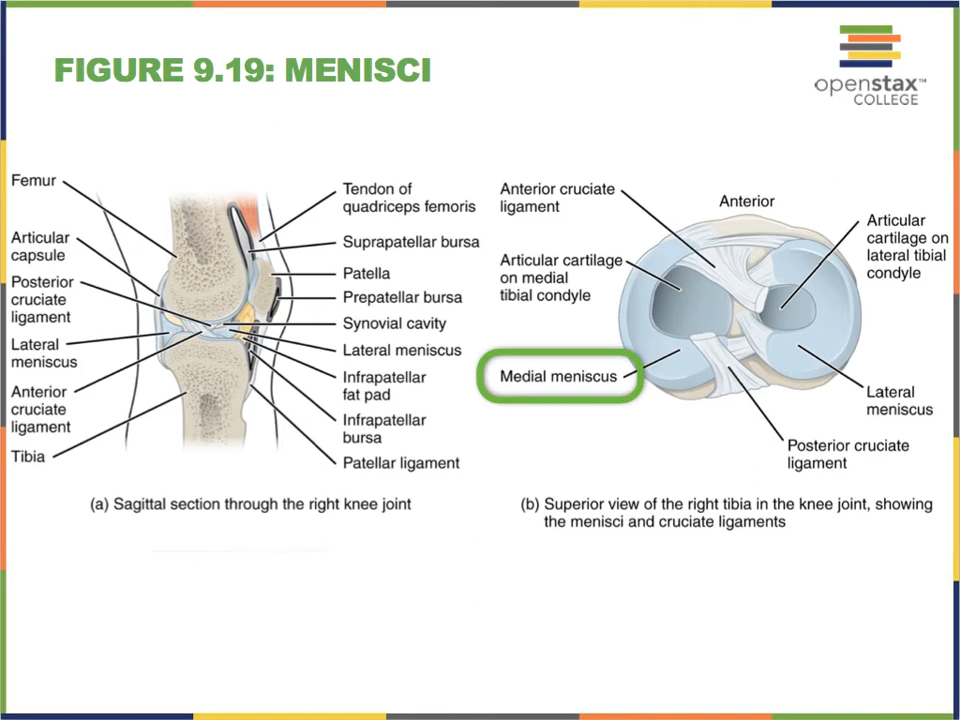 FIGURE 9.19: MENISCI
openstax™
COLLEGE
Femur
Articular
capsule
Posterior
cruciate
ligament
Lateral
meniscus
Anterior
cruciate
ligament
Tibia
Tendon of
quadriceps femoris
Suprapatellar bursa
Patella
Prepatellar bursa
Synovial cavity
Lateral meniscus
Infrapatellar
fat pad
Infrapatellar
bursa
Patellar ligament
(a) Sagittal section through the right knee joint
Anterior cruciate
ligament
Anterior
Articular
cartilage on
lateral tibial
condyle
Articular cartilage
on medial
tibial condyle
Medial meniscus
Lateral
meniscus
Posterior cruciate
ligament
(b) Superior view of the right tibia in the knee joint, showing
the menisci and cruciate ligaments